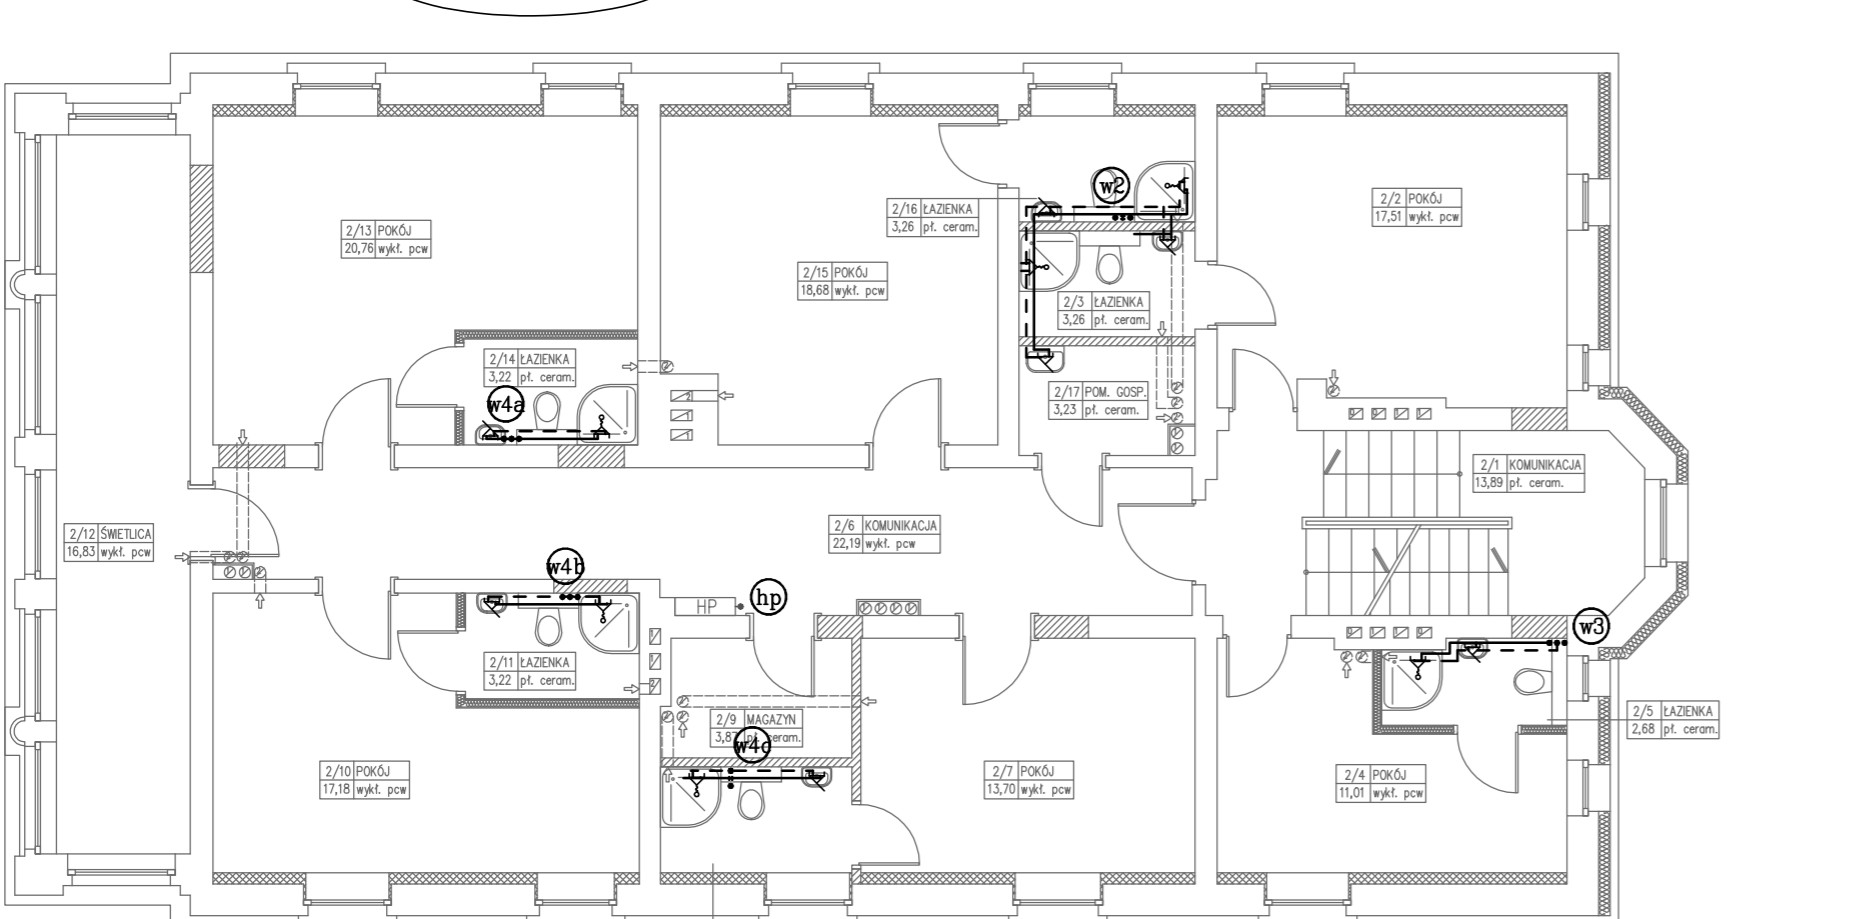 w2
2/2 POKÓJ
17,51 wykł. pcw
2/16 ŁAZIENKA
3,26 pł. ceram.
2/13 POKÓJ
20,76 wykł. pcw
2/15 POKÓJ
18,68 wykł. pcw
2/3 ŁAZIENKA
3,26 pł. ceram.
2/14 ŁAZIENKA
3,22 pł. ceram.
w4a
2/17 POM. GOSP.
3,23 pł. ceram.
2/1 KOMUNIKACJA
13,89 pł. ceram.
2/12 ŚWIETLICA
16,83 wykł. pcw
2/6 KOMUNIKACJA
22,19 wykł. pcw
w4b
HP
hp
w3
2/11 ŁAZIENKA
3,22 pł. ceram.
2/9 MAGAZYN
pł. ceram.
w4c
2/5 ŁAZIENKA
2,68 pł. ceram.
2/10 POKÓJ
17,18 wykł. pcw
2/7 POKÓJ
13,70 wykł. pcw
2/4 POKÓJ
11,01 wykł. pcw